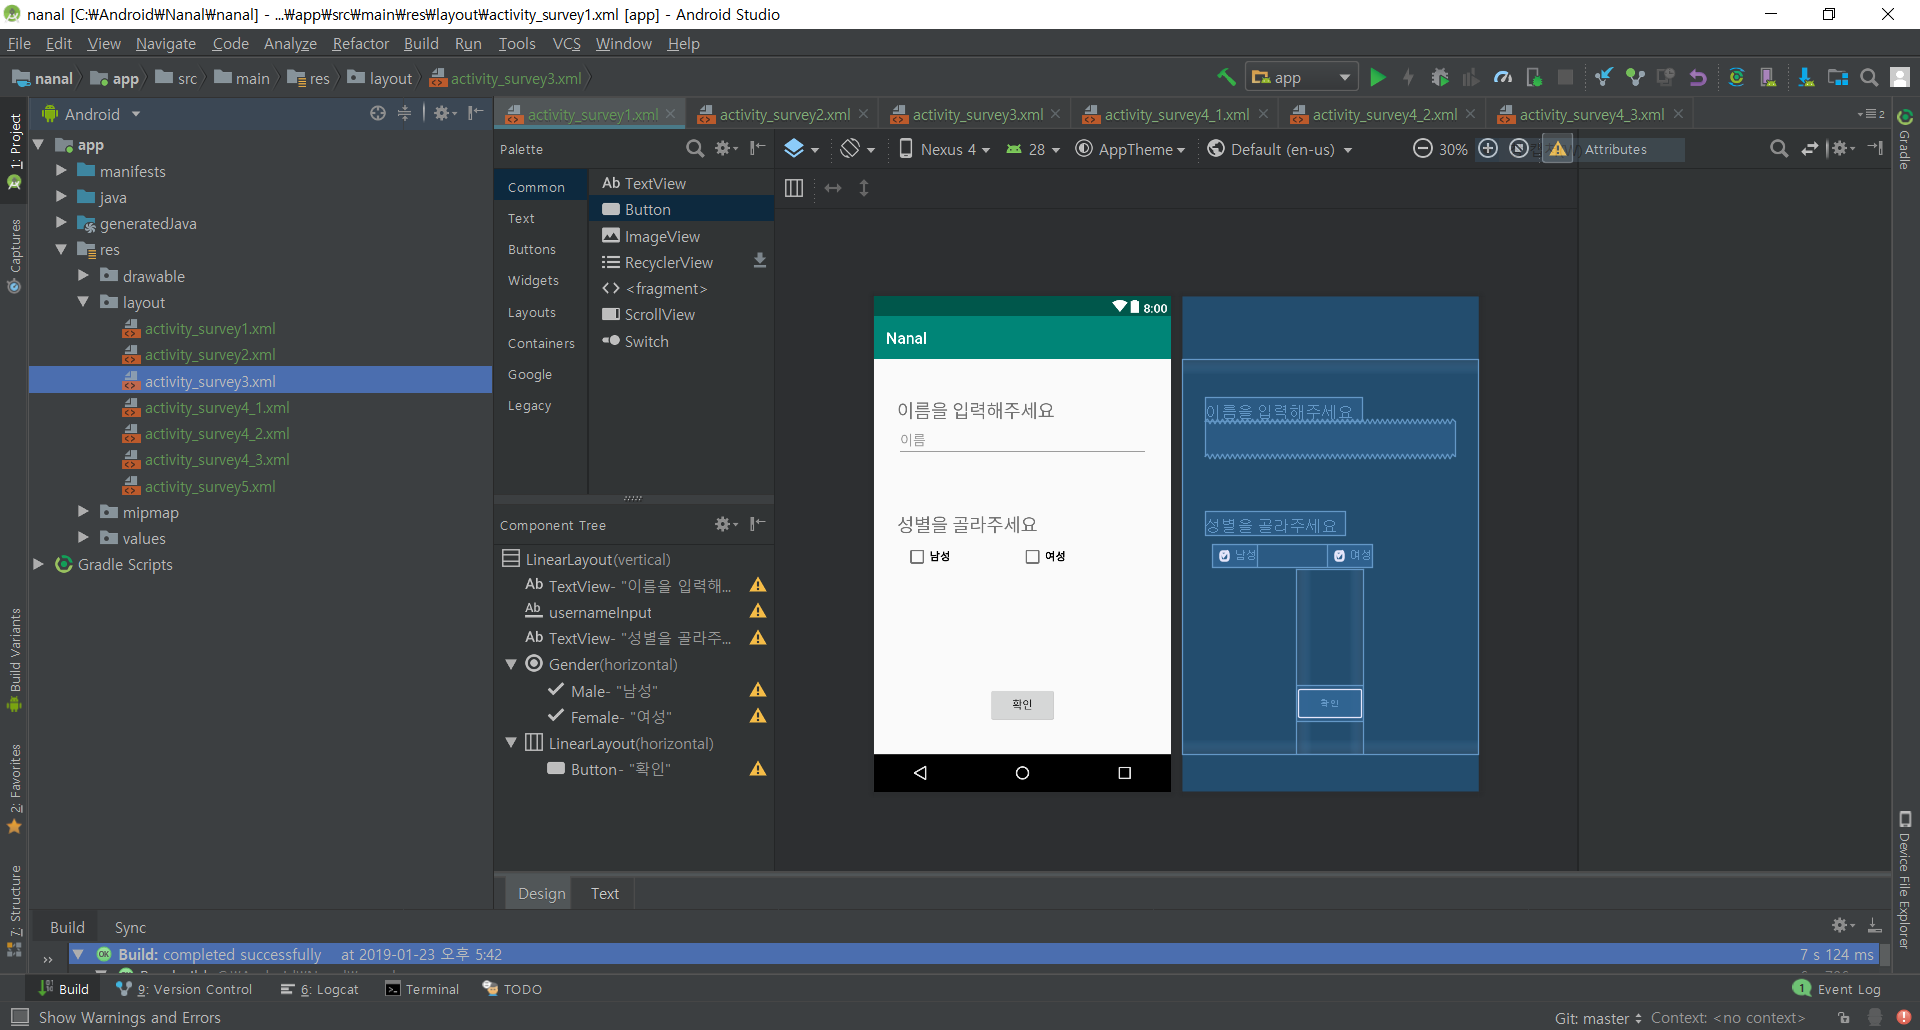 nanal [C:₩Android₩Nanal₩nanal] - ...₩app₩src₩main₩res₩layout₩activity_survey1.xml [app] - Android Studio
File Edit View Navigate Code Analyze Refactor Build Run Tools VCS Window Help
nanal app src main res layout activity_survey3.xml app
Android
activity_survey1.xml activity_survey2.xml activity_survey3.xml activity_survey4_1.xml activity_survey4_2.xml activity_survey4_3.xml 2
1: Project
Captures
Build Variants
2: Favorites
7: Structure
app
manifests
java
generatedJava
res
drawable
layout
activity_survey1.xml
activity_survey2.xml
activity_survey3.xml
activity_survey4_1.xml
activity_survey4_2.xml
activity_survey4_3.xml
activity_survey5.xml
mipmap
values
Gradle Scripts
Palette
Common
Text
Buttons
Widgets
Layouts
Containers
Google
Legacy
Ab TextView
Button
ImageView
RecyclerView
<fragment>
ScrollView
Switch
Component Tree
LinearLayout(vertical)
Ab TextView- "이름을 입력해...
Ab usernameInput
Ab TextView- "성별을 골라주...
Gender(horizontal)
Male- "남성"
Female- "여성"
LinearLayout(horizontal)
Button- "확인"
Nexus 4 28 AppTheme Default (en-us) 30% Attributes
8:00
Nanal
이름을 입력해주세요
이름
성별을 골라주세요
남성 여성
확인
이름을 입력해주세요
성별을 골라주세요
남성 여성
확인
Gradle
Device File Explorer
Design Text
Build Sync
OK Build: completed successfully at 2019-01-23 오후 5:42 7 s 124 ms
Build 9: Version Control 6: Logcat Terminal TODO 1 Event Log
Show Warnings and Errors Git: master Context: <no context>